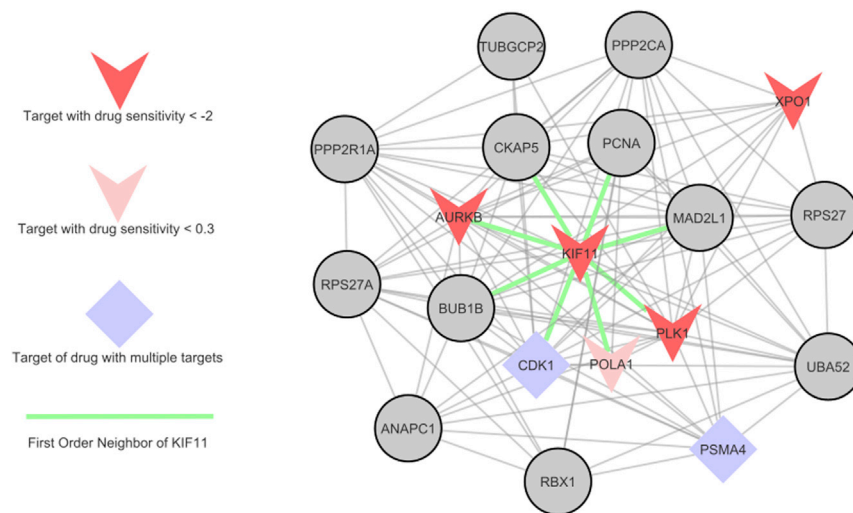 TUBGCP2
PPP2CA
XPO1
Target with drug sensitivity < -2
PPP2R1A
CKAP5
PCNA
AURKB
MAD2L1
RPS27
Target with drug sensitivity < 0.3
KIF11
RPS27A
BUB1B
PLK1
Target of drug with multiple targets
CDK1
POLA1
UBA52
ANAPC1
First Order Neighbor of KIF11
PSMA4
RBX1